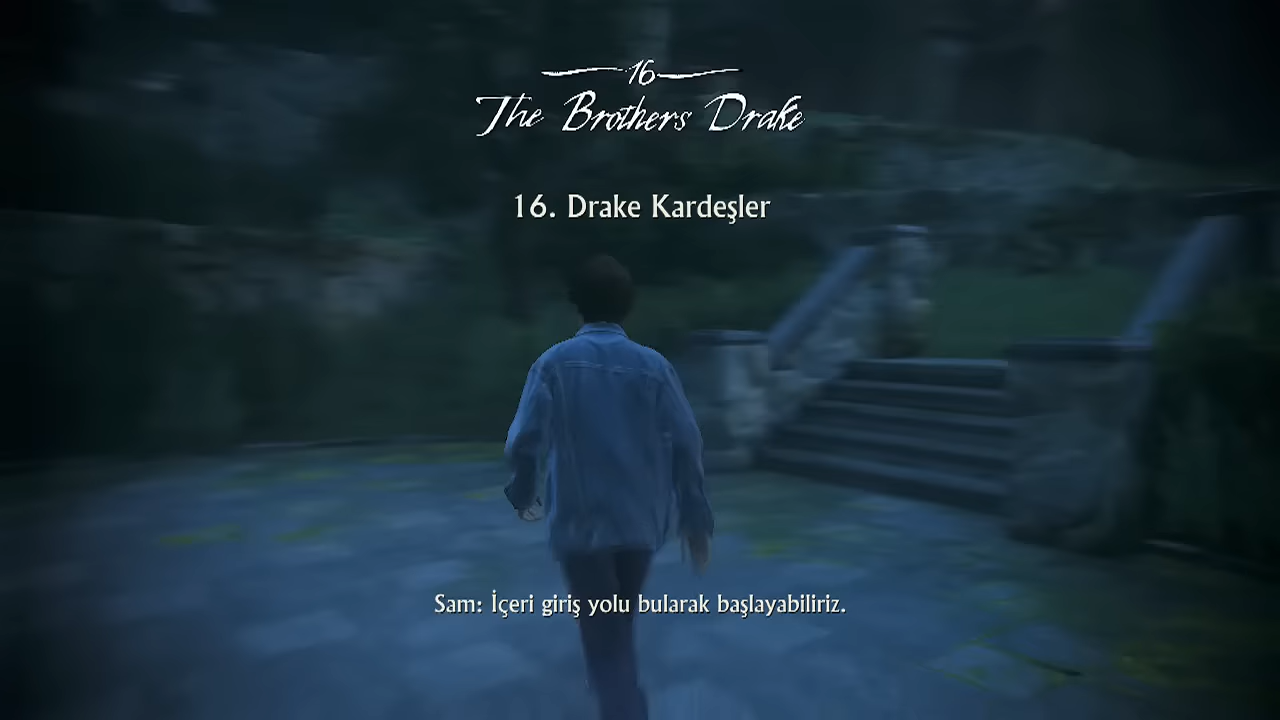 16
The Brothers Drake
16. Drake Kardeşler
Sam: İçeri giriş yolu bularak başlayabiliriz.